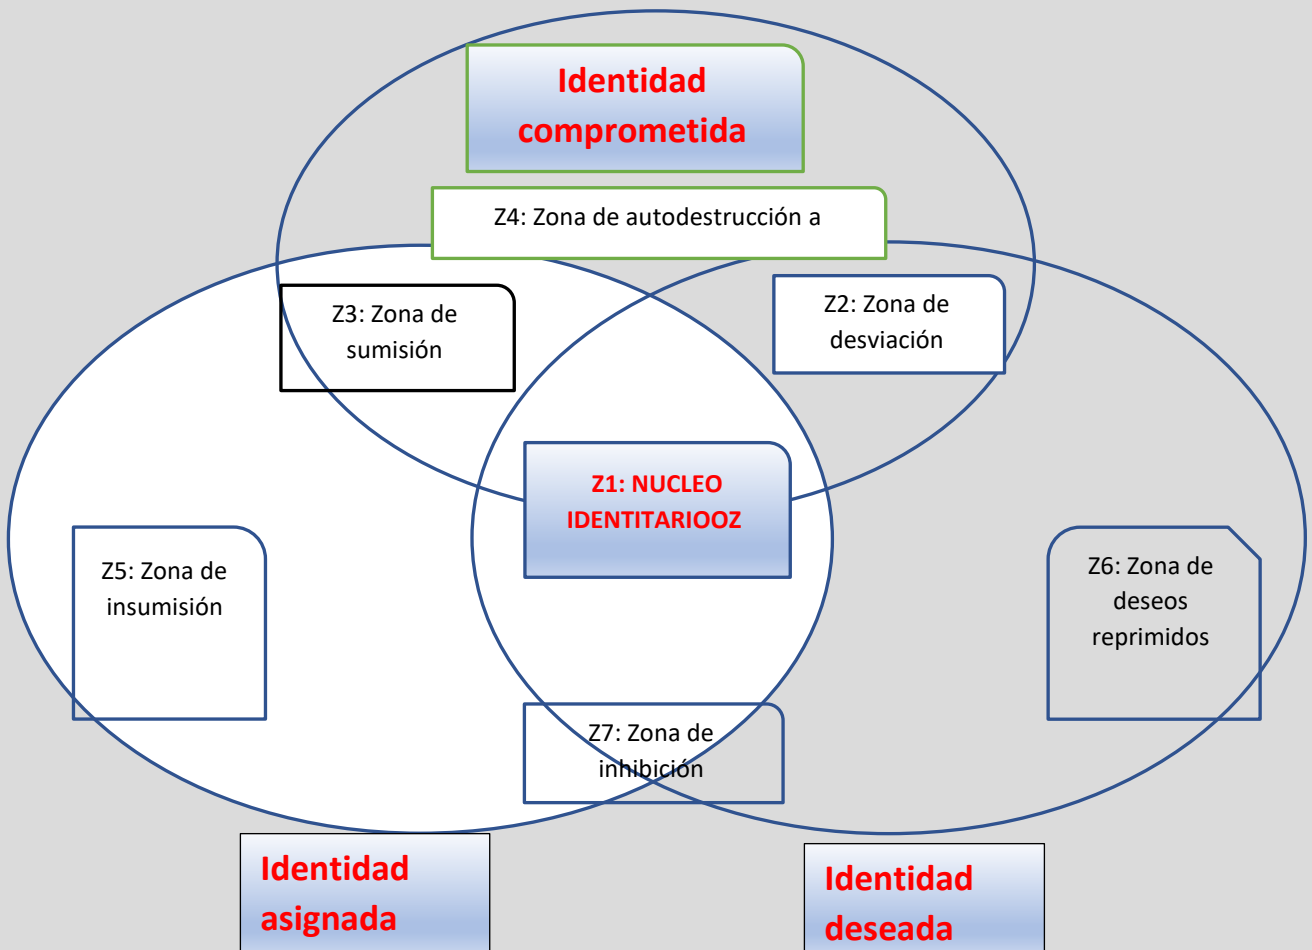 Identidad
comprometida
Z4: Zona de autodestrucción a
Z3: Zona de
sumisión
Z2: Zona de
desviación
Z1: NUCLEO
IDENTITARIOOZ
Z5: Zona de
insumisión
Z6: Zona de
deseos
reprimidos
Z7: Zona de
inhibición
Identidad
asignada
Identidad
deseada